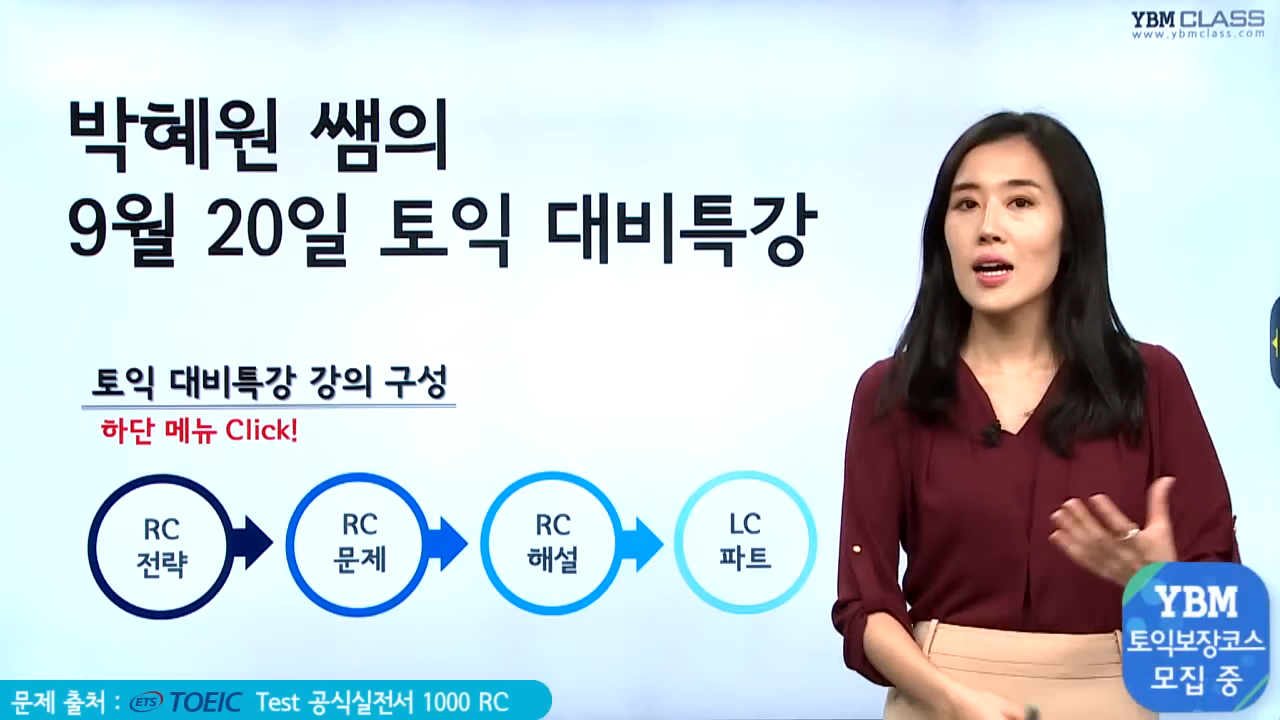 YBM CLASS
www.ybmclass.com
박혜원 쌤의
9월 20일 토익 대비특강
토익 대비특강 강의 구성
하단 메뉴 Click!
RC
전략
RC
문제
RC
해설
LC
파트
YBM
토익보장코스
모집 중
문제 출처 : ETS TOEIC Test 공식실전서 1000 RC